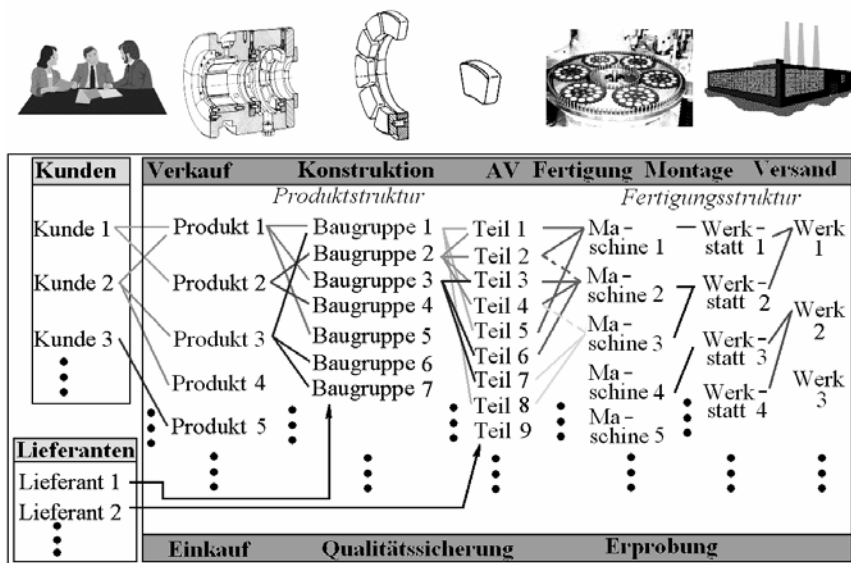 Kunden
Verkauf Konstruktion AV Fertigung Montage Versand
Produktstruktur Fertigungsstruktur
Kunde 1
Kunde 2
Kunde 3
Produkt 1
Produkt 2
Produkt 3
Produkt 4
Produkt 5
Baugruppe 1
Baugruppe 2
Baugruppe 3
Baugruppe 4
Baugruppe 5
Baugruppe 6
Baugruppe 7
Teil 1
Teil 2
Teil 3
Teil 4
Teil 5
Teil 6
Teil 7
Teil 8
Teil 9
Ma-
schine 1
Ma-
schine 2
Ma-
schine 3
Ma-
schine 4
Ma-
schine 5
Werk-
statt 1
Werk-
statt 2
Werk-
statt 3
Werk-
statt 4
Werk
1
Werk
2
Werk
3
Lieferanten
Lieferant 1
Lieferant 2
Einkauf Qualitätssicherung Erprobung